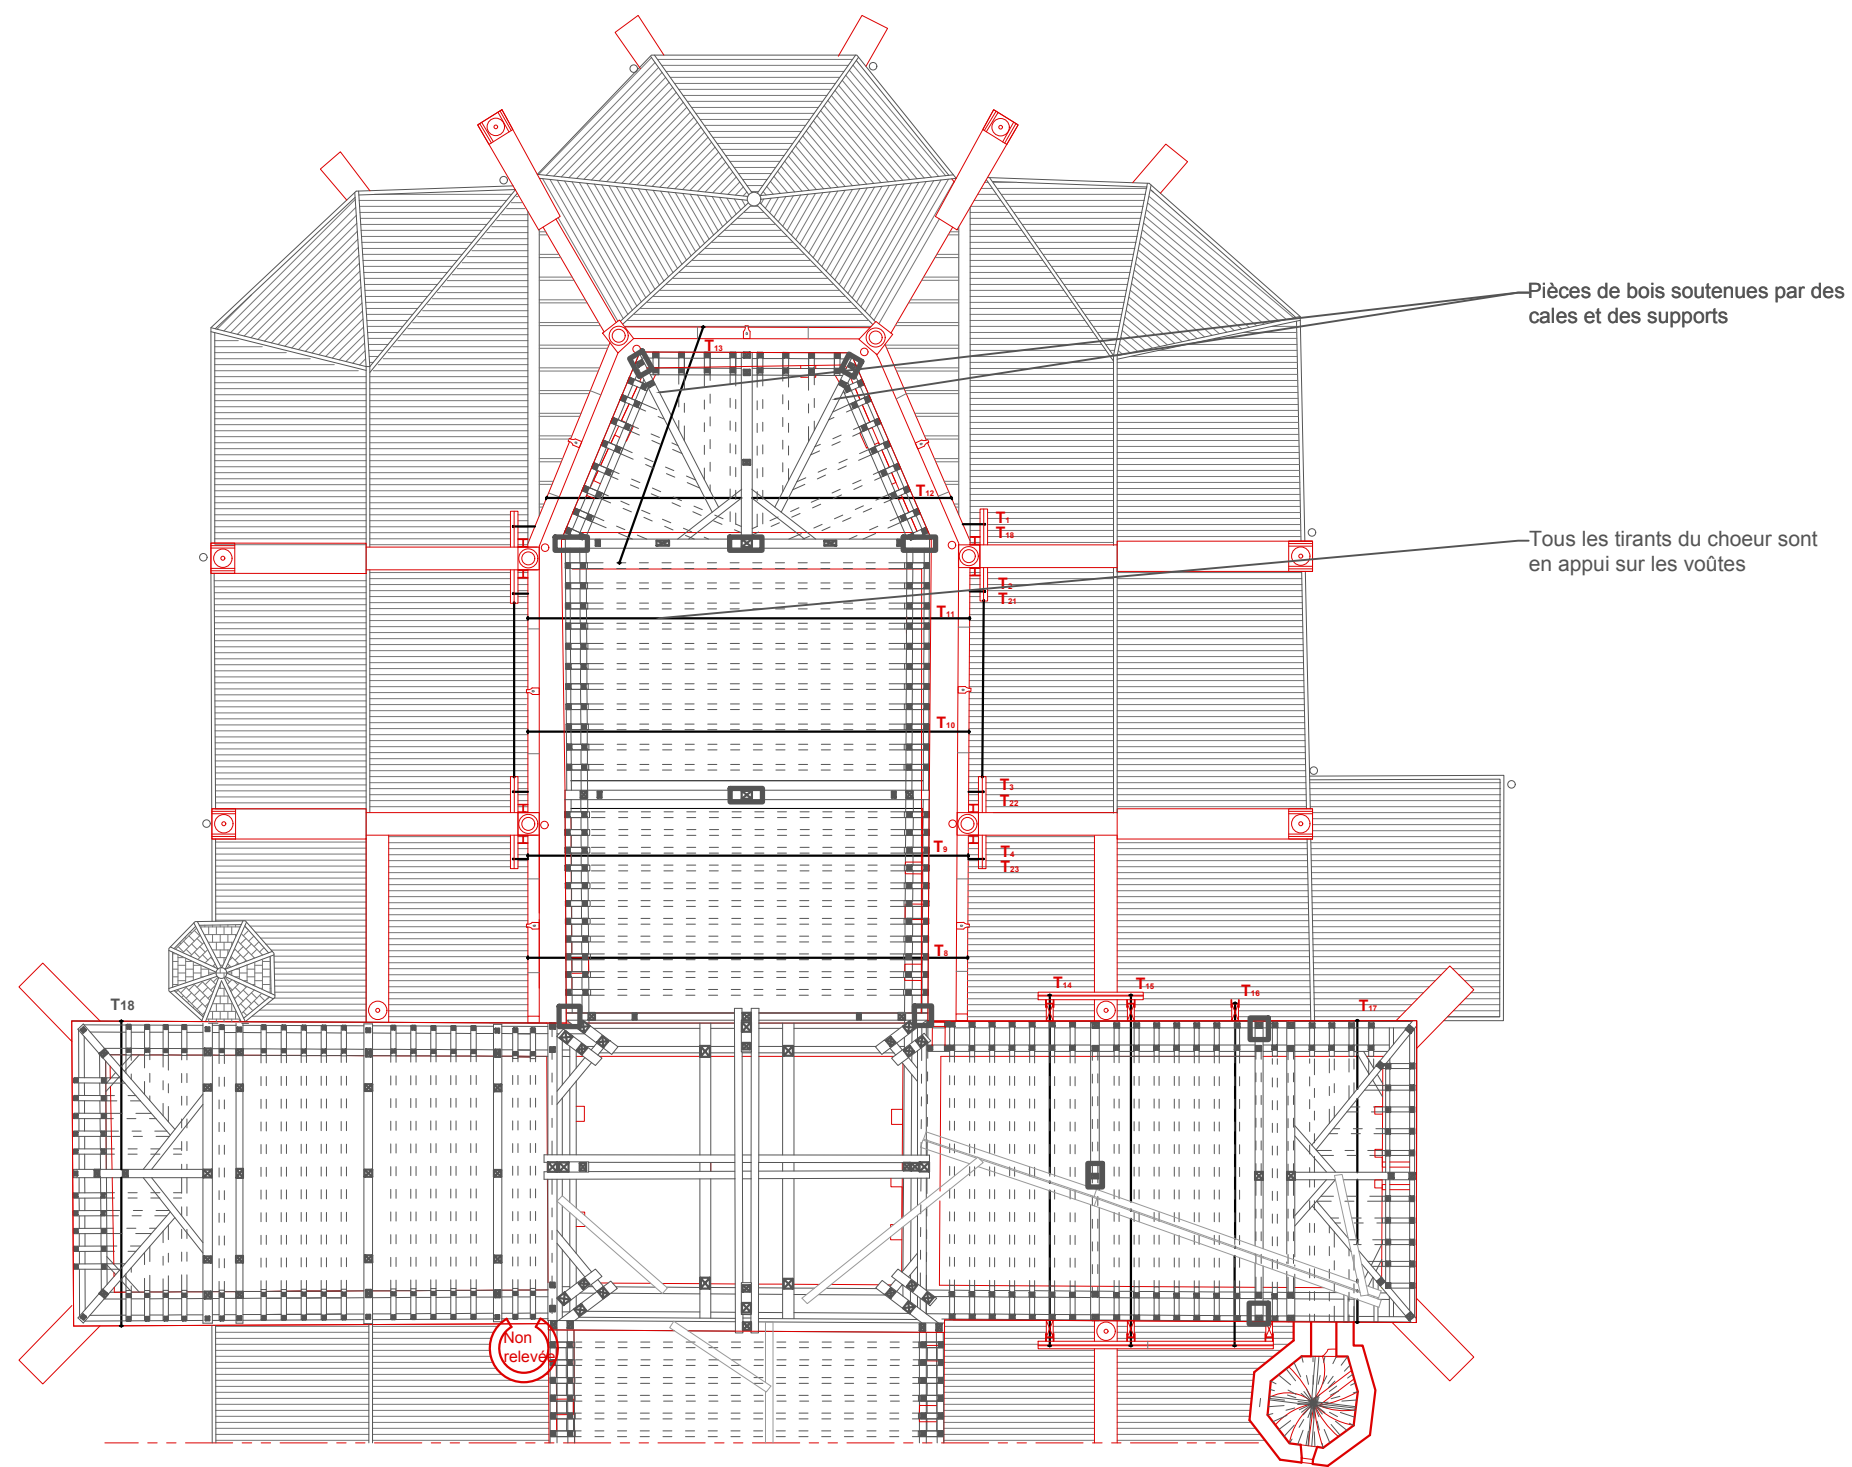 Pièces de bois soutenues par des
cales et des supports
T13
T12
T1
T18
Tous les tirants du choeur sont
en appui sur les voûtes
T2
T21
T11
T10
T3
T22
T9
T4
T23
T8
T14
T15
T16
T17
T18
Non
relevée